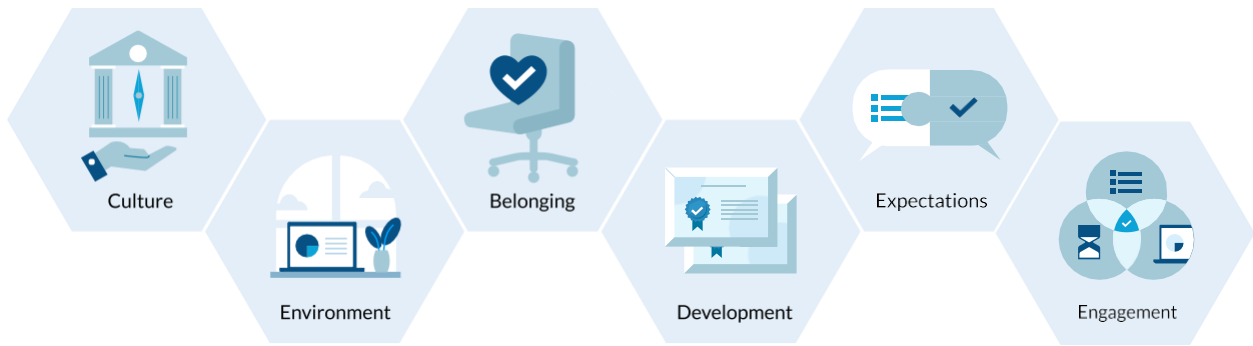 Culture
Environment
Belonging
Development
Expectations
Engagement